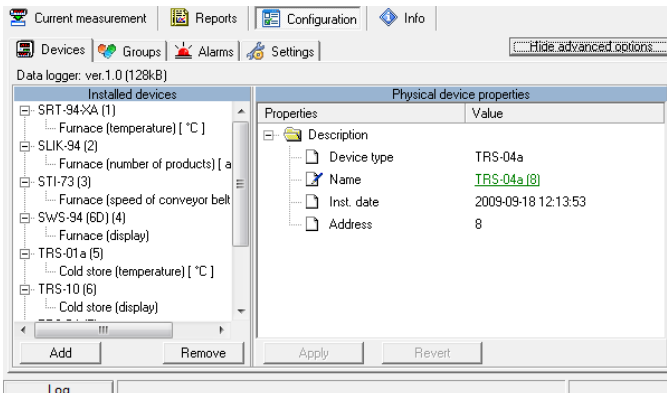 Current measurement Reports Configuration Info
Devices Groups Alarms Settings Hide advanced options
Data logger: ver.1.0 (128kB)
Installed devices
SRT-94-XA (1)
Furnace (temperature) [ °C ]
SLIK-94 (2)
Furnace (number of products) [ a
STI-73 (3)
Furnace (speed of conveyor belt
SWS-94 (6D) (4)
Furnace (display)
TRS-01a (5)
Cold store (temperature) [ °C ]
TRS-10 (6)
Cold store (display)
Add Remove
Physical device properties
Properties Value
Description
Device type TRS-04a
Name TRS-04a (8)
Inst. date 2009-09-18 12:13:53
Address 8
Apply Revert
Log